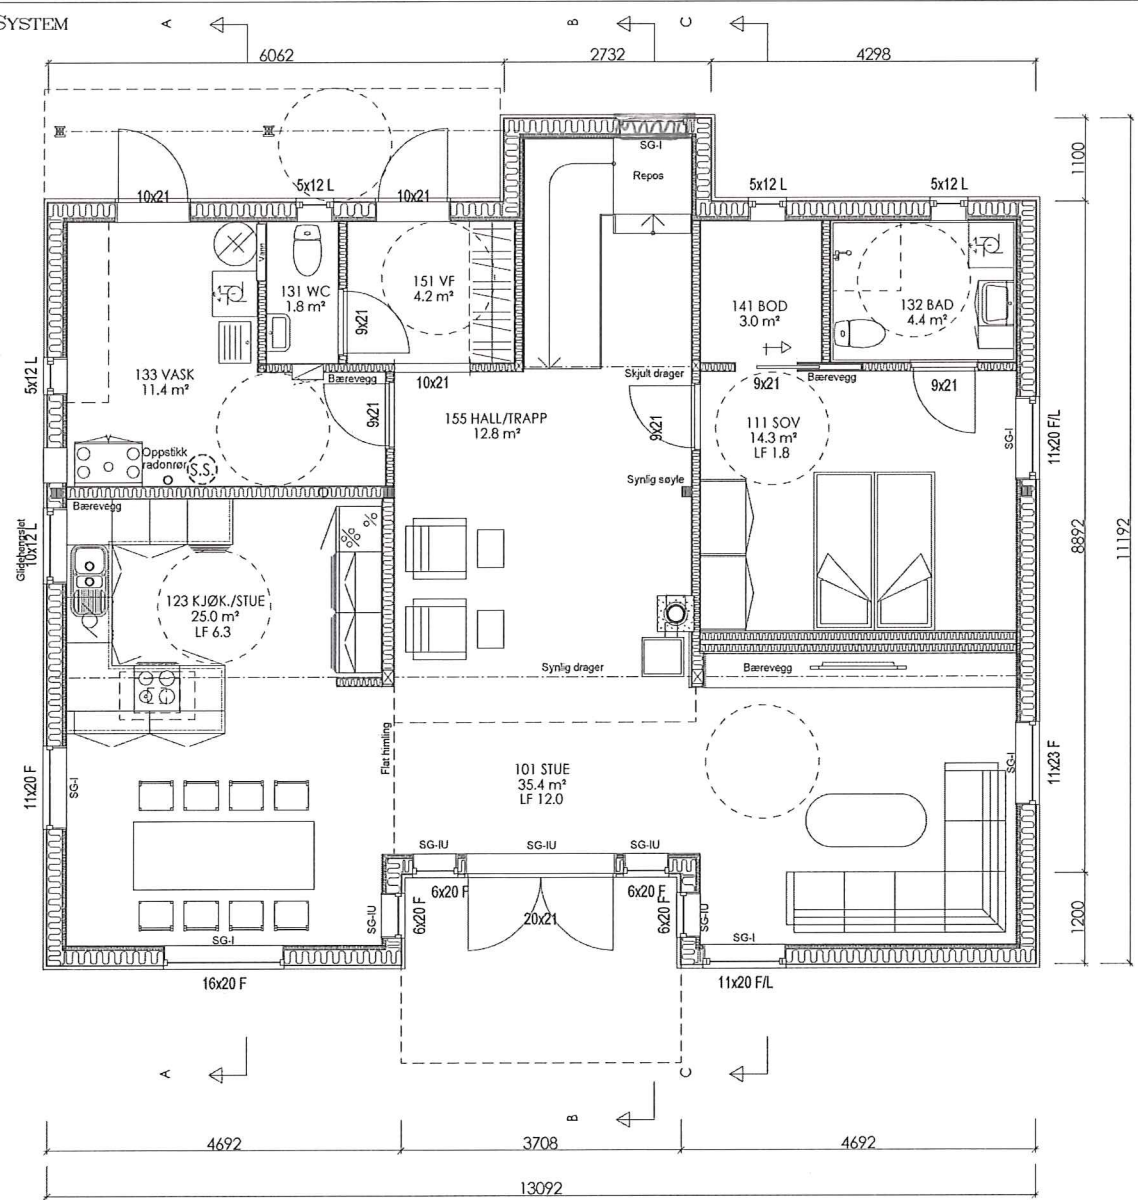 SYSTEM
A
B
C
6062
2732
4298
1100
SG-I
Repos
10x21
5x12 L
10x21
5x12 L
5x12 L
Vann
131 WC
1.8 m²
151 VF
4.2 m²
141 BOD
3.0 m²
132 BAD
4.4 m²
9x21
5x12 L
133 VASK
11.4 m²
Bærevegg
10x21
Skjult drager
9x21
Bærevegg
9x21
9x21
155 HALL/TRAPP
12.8 m²
9x21
111 SOV
14.3 m²
LF 1.8
SG-I
11x20 F/L
Oppstikk
radonrør
S.S.
Synlig søyle
Bærevegg
Glidehengslet
10x12 L
8892
11192
123 KJØK./STUE
25.0 m²
LF 6.3
Synlig drager
Bærevegg
Flat himling
101 STUE
35.4 m²
LF 12.0
11x20 F
SG-I
SG-I
11x23 F
SG-IU
SG-IU
SG-IU
6x20 F
6x20 F
SG-IU
6x20 F
20x21
6x20 F
SG-IU
1200
SG-I
SG-I
16x20 F
11x20 F/L
A
C
B
4692
3708
4692
13092